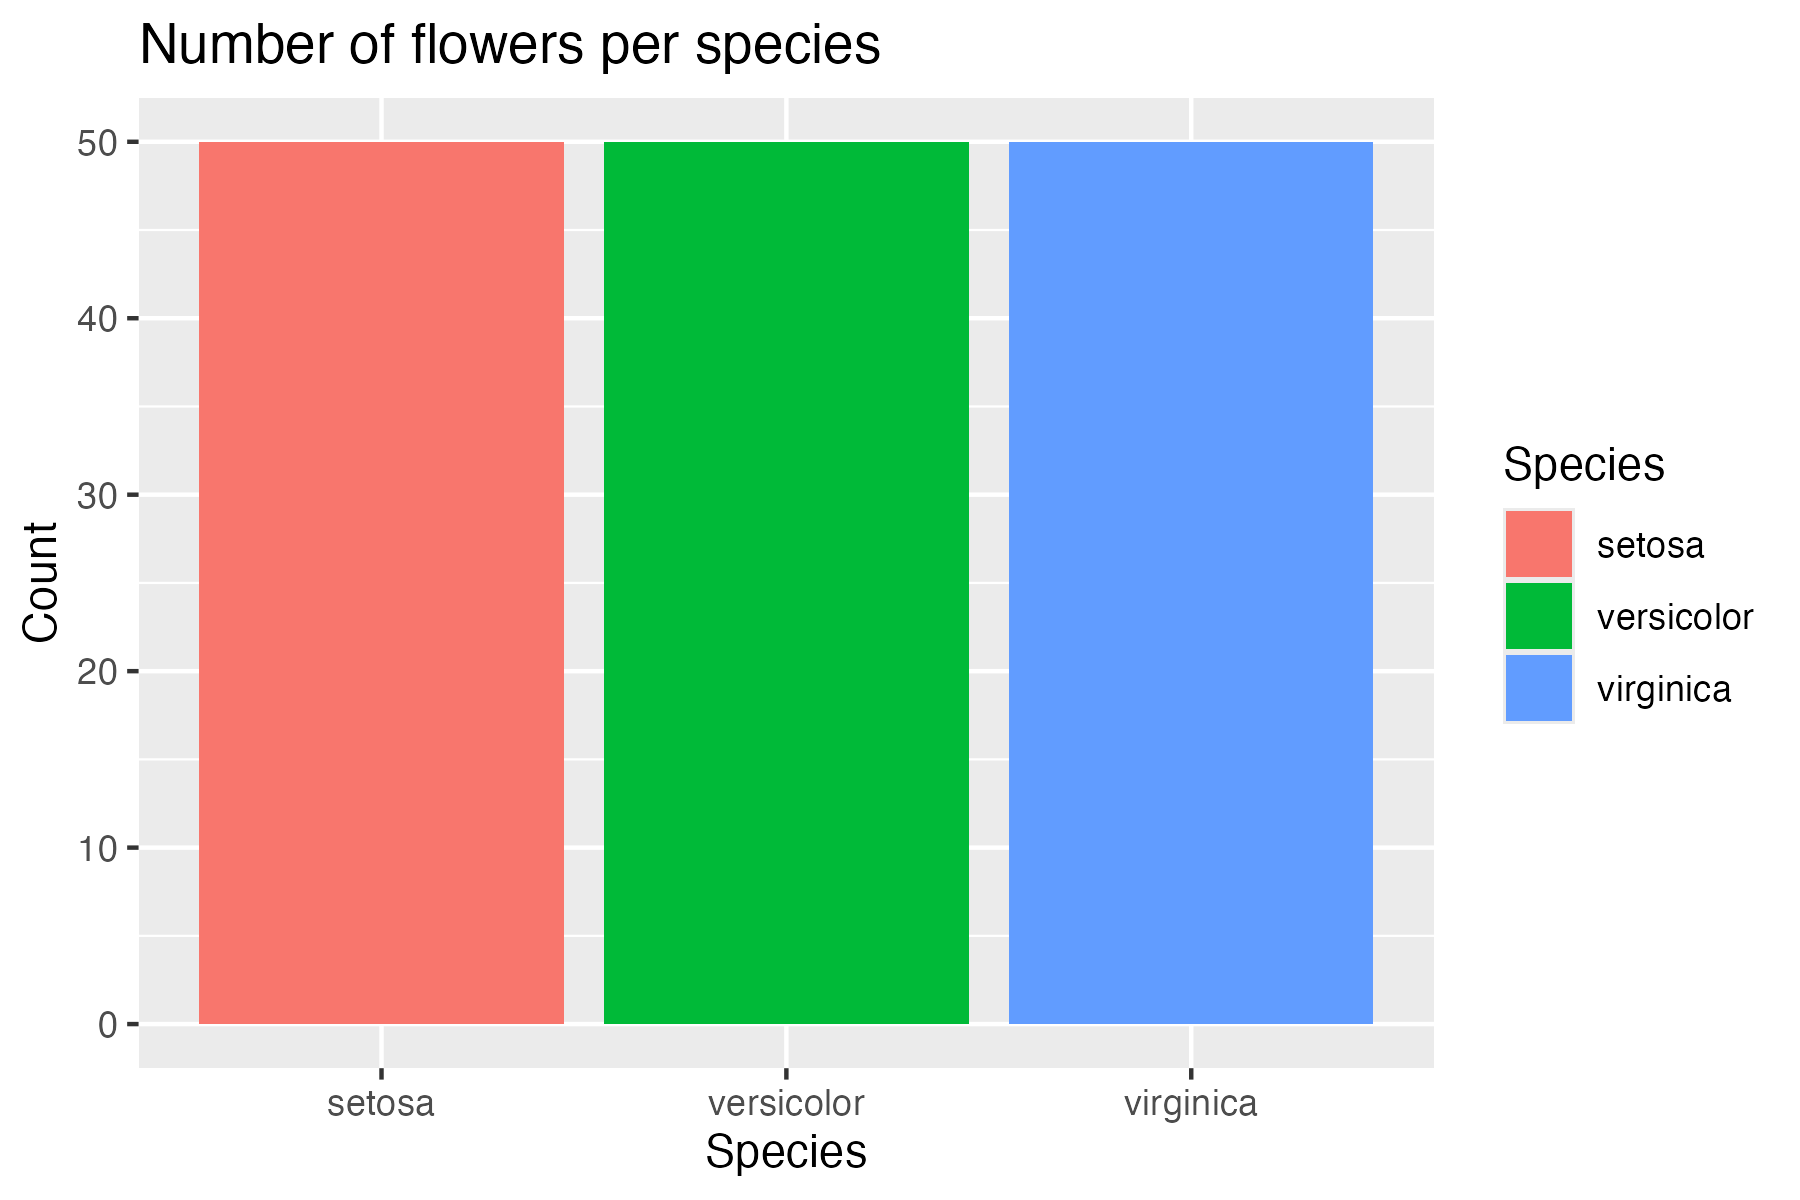 Number of flowers per species
Count
50
40
30
20
10
0
setosa versicolor virginica
Species
Species
setosa
versicolor
virginica